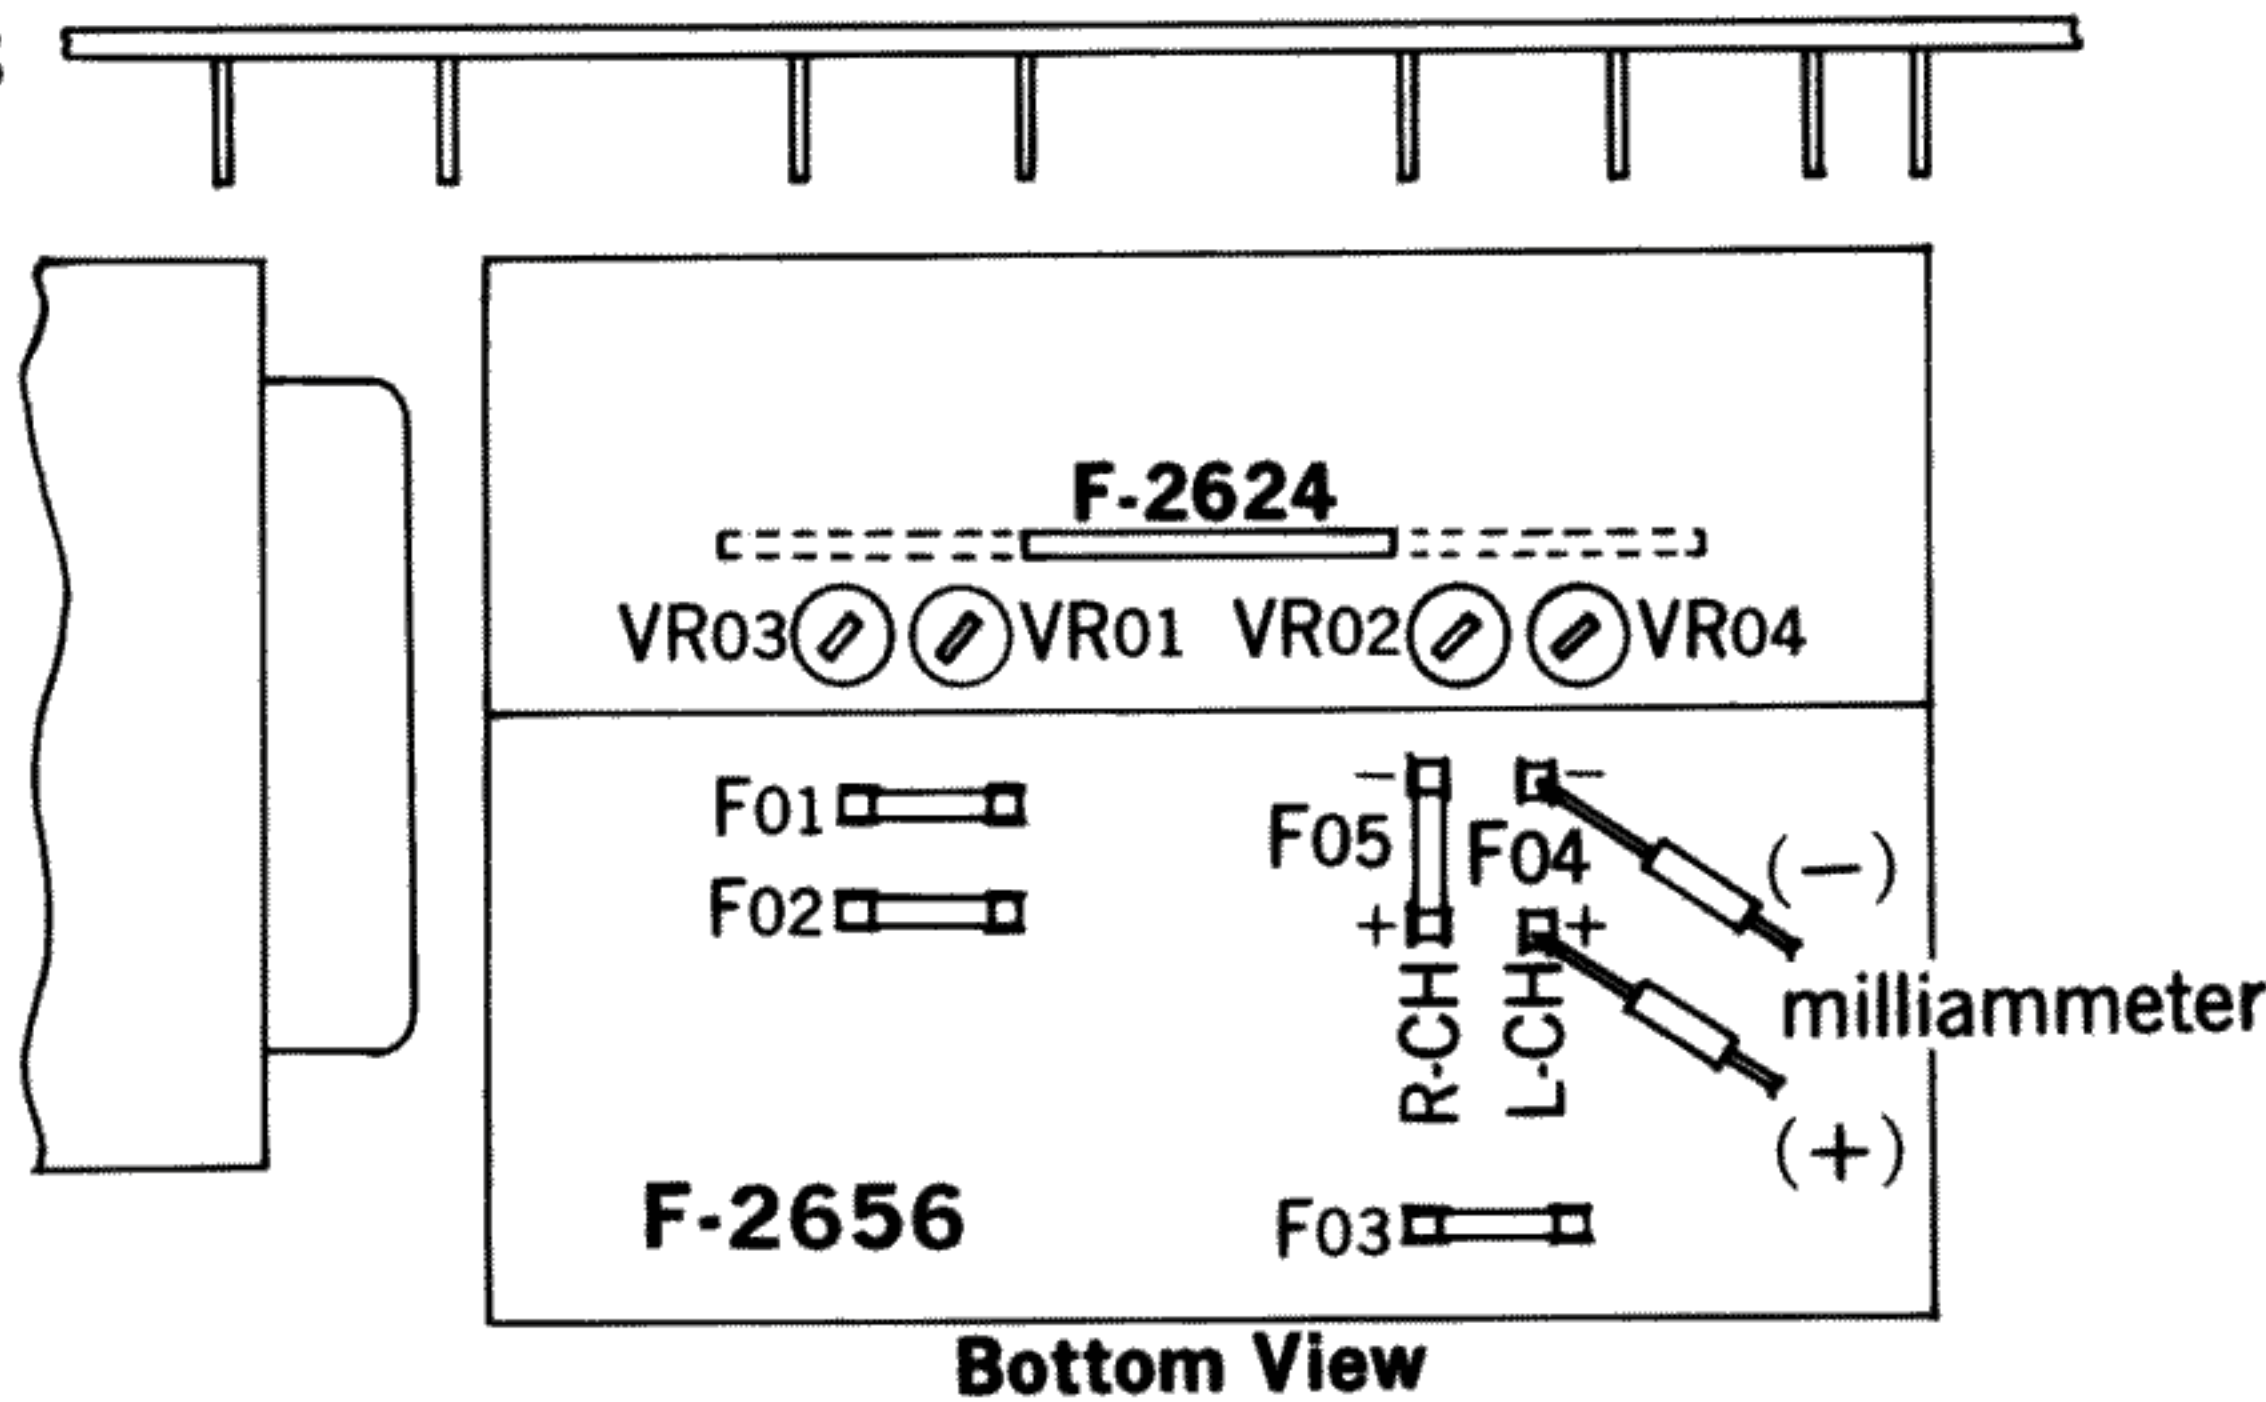 F-2624
VR03 VR01 VR02 VR04
F01
F02
− −
F05 F04
+ +
R-CH L-CH
(−)
milliammeter
(+)
F-2656
F03
Bottom View